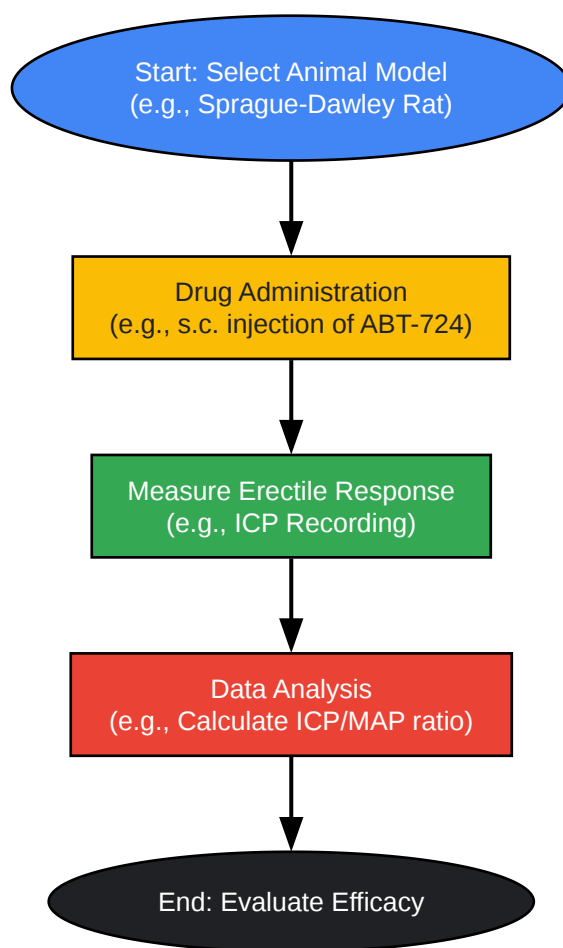 Start: Select Animal Model
(e.g., Sprague-Dawley Rat)
Drug Administration
(e.g., s.c. injection of ABT-724)
Measure Erectile Response
(e.g., ICP Recording)
Data Analysis
(e.g., Calculate ICP/MAP ratio)
End: Evaluate Efficacy